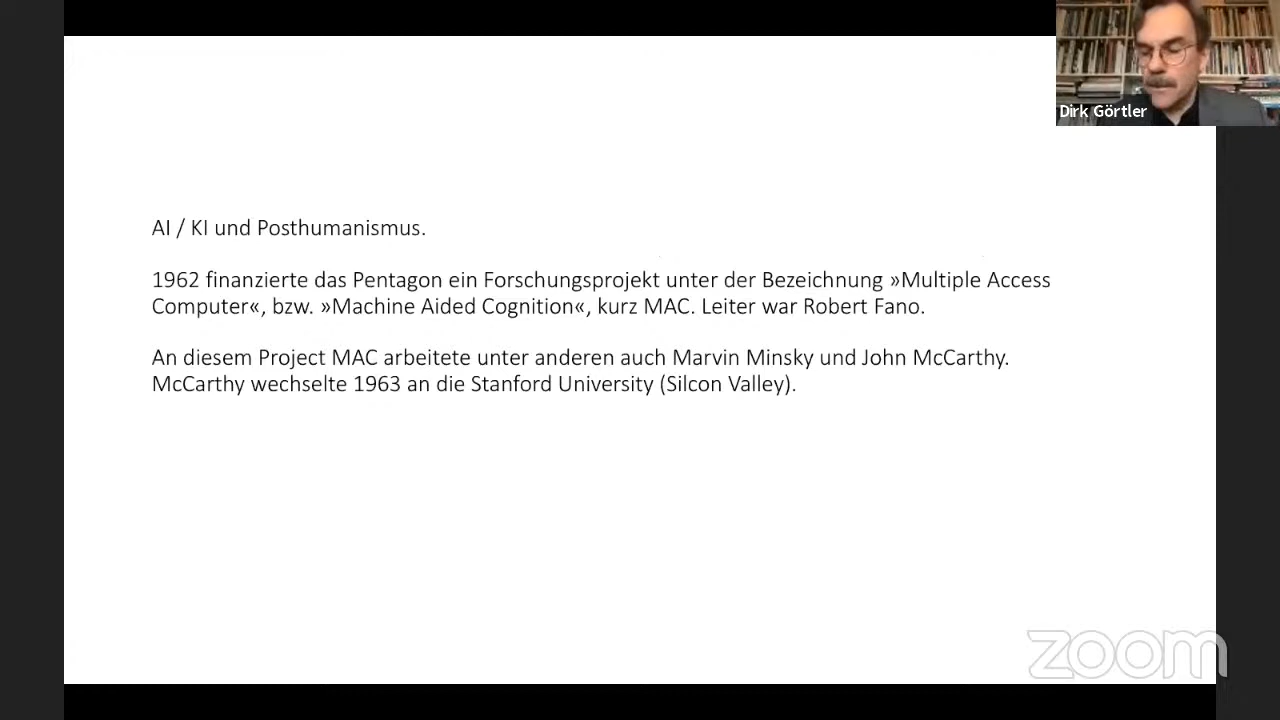 Dirk Görtler
AI / KI und Posthumanismus.
1962 finanzierte das Pentagon ein Forschungsprojekt unter der Bezeichnung »Multiple Access
Computer«, bzw. »Machine Aided Cognition«, kurz MAC. Leiter war Robert Fano.
An diesem Project MAC arbeitete unter anderen auch Marvin Minsky und John McCarthy.
McCarthy wechselte 1963 an die Stanford University (Silcon Valley).
zoom